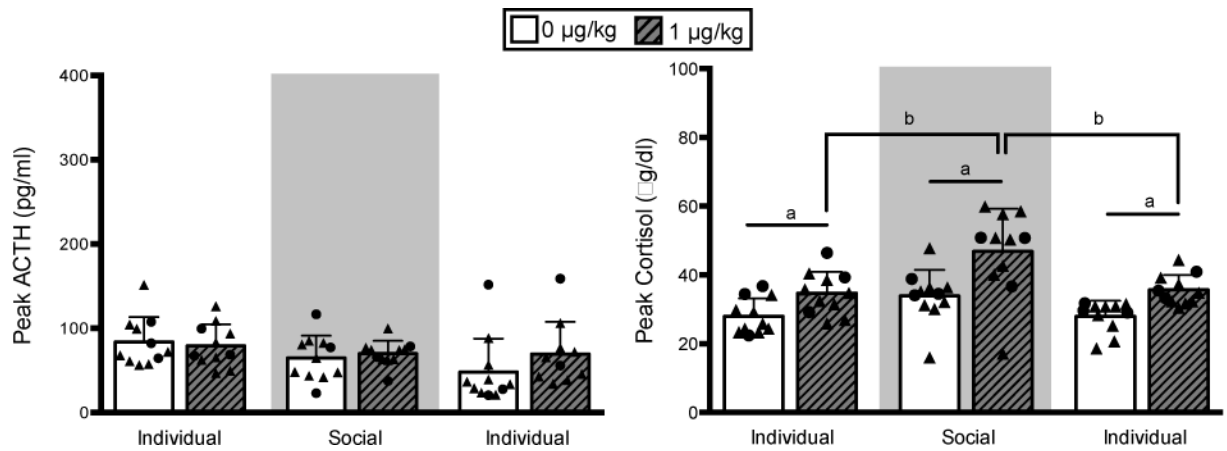 0 µg/kg 1 µg/kg
Peak ACTH (pg/ml)
400
300
200
100
0
Individual Social Individual
Peak Cortisol (□g/dl)
100
80
60
40
20
0
b b
a
a a
Individual Social Individual